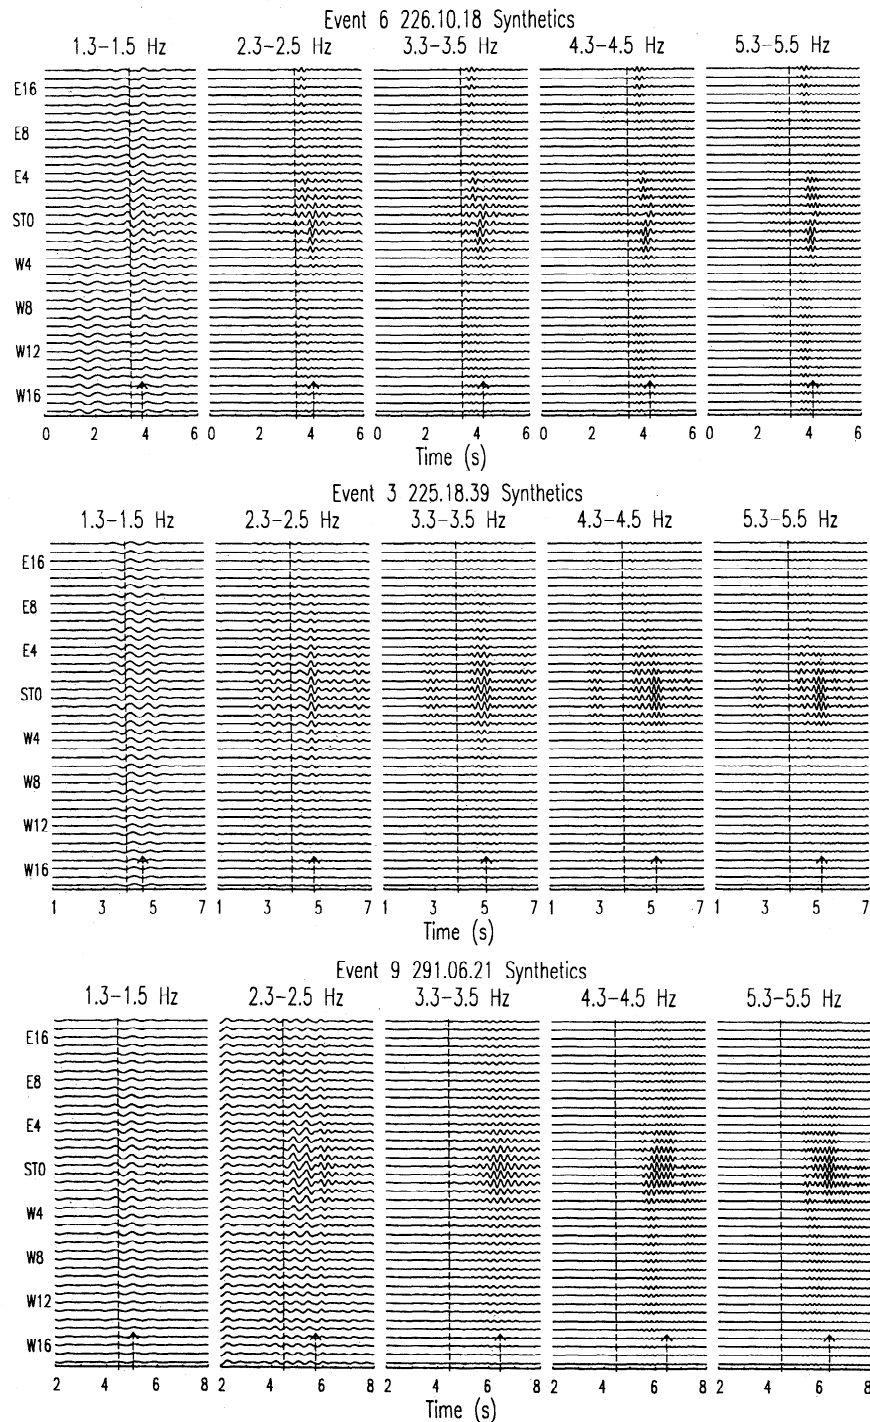 Event 6 226.10.18 Synthetics
1.3-1.5 Hz 2.3-2.5 Hz 3.3-3.5 Hz 4.3-4.5 Hz 5.3-5.5 Hz
E16
E8
E4
ST0
W4
W8
W12
W16
0 2 4 6 0 2 4 6 0 2 4 6 0 2 4 6 0 2 4 6
Time (s)
Event 3 225.18.39 Synthetics
1.3-1.5 Hz 2.3-2.5 Hz 3.3-3.5 Hz 4.3-4.5 Hz 5.3-5.5 Hz
E16
E8
E4
ST0
W4
W8
W12
W16
1 3 5 7 1 3 5 7 1 3 5 7 1 3 5 7 1 3 5 7
Time (s)
Event 9 291.06.21 Synthetics
1.3-1.5 Hz 2.3-2.5 Hz 3.3-3.5 Hz 4.3-4.5 Hz 5.3-5.5 Hz
E16
E8
E4
ST0
W4
W8
W12
W16
2 4 6 8 2 4 6 8 2 4 6 8 2 4 6 8 2 4 6 8
Time (s)